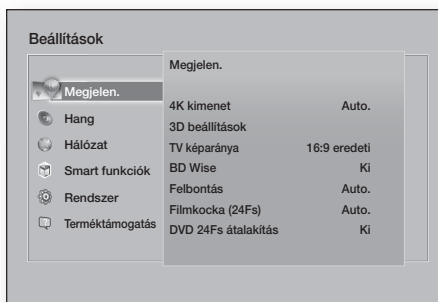 Beállítások
Megjelen.
Hang
Hálózat
Smart funkciók
Rendszer
Terméktámogatás
Megjelen.
4K kimenet Auto.
3D beállítások
TV képaránya 16:9 eredeti
BD Wise Ki
Felbontás Auto.
Filmkocka (24Fs) Auto.
DVD 24Fs átalakítás Ki